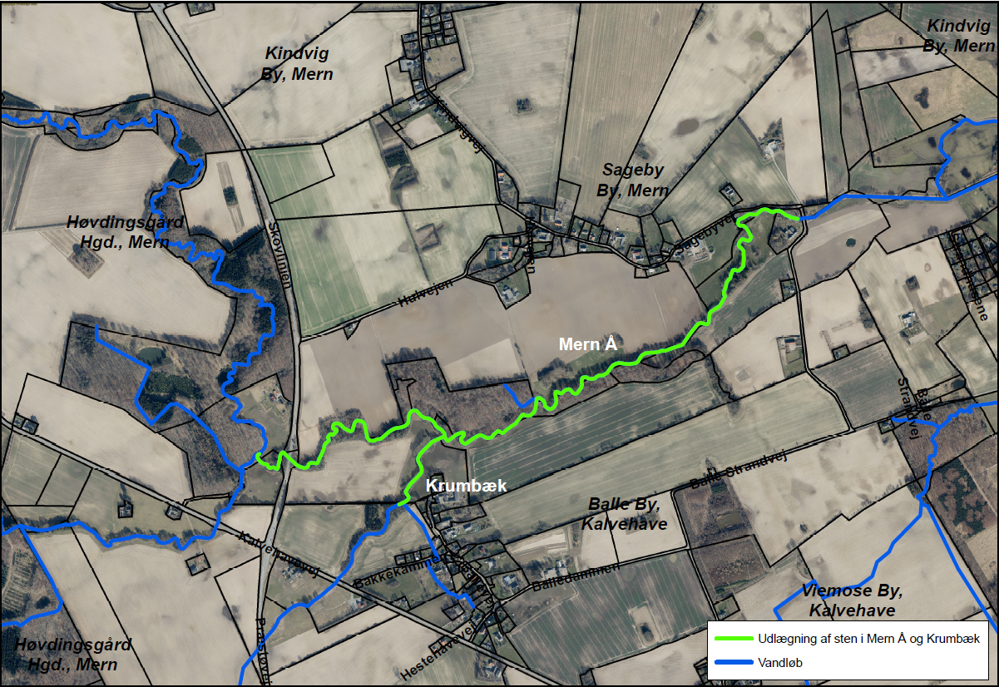 Kindvig
By, Mern
Kindvig
By, Mern
Sageby
By, Mern
Høvdingsgård
Hgd., Mern
Skovlinien
Sagebyvej
Hulvejen
Mern Å
Balle
Strandvej
Balle Strandvej
Krumbæk
Balle By,
Kalvehave
Kalvehavevej
Bakkekammen
Balledammen
Viemose By,
Kalvehave
Høvdingsgård
Hgd., Mern
Præstøvej
Hestehavevej
Udlægning af sten i Mern Å og Krumbæk
Vandløb